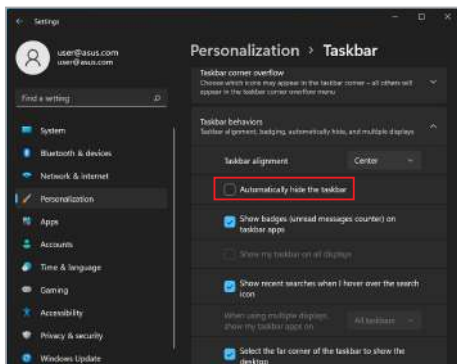 Settings
user@asus.com
user@asus.com
Find a setting
System
Bluetooth & devices
Network & internet
Personalization
Apps
Accounts
Time & language
Gaming
Accessibility
Privacy & security
Windows Update
Personalization > Taskbar
Taskbar corner overflow
Choose which icons may appear in the taskbar corner – all others will
appear in the taskbar corner overflow menu
Taskbar behaviors
Taskbar alignment, badging, automatically hide, and multiple displays
Taskbar alignment
Center
Automatically hide the taskbar
Show badges (unread messages counter) on
taskbar apps
Show my taskbar on all displays
Show recent searches when I hover over the search
icon
When using multiple displays,
show my taskbar apps on
All taskbars
Select the far corner of the taskbar to show the
desktop